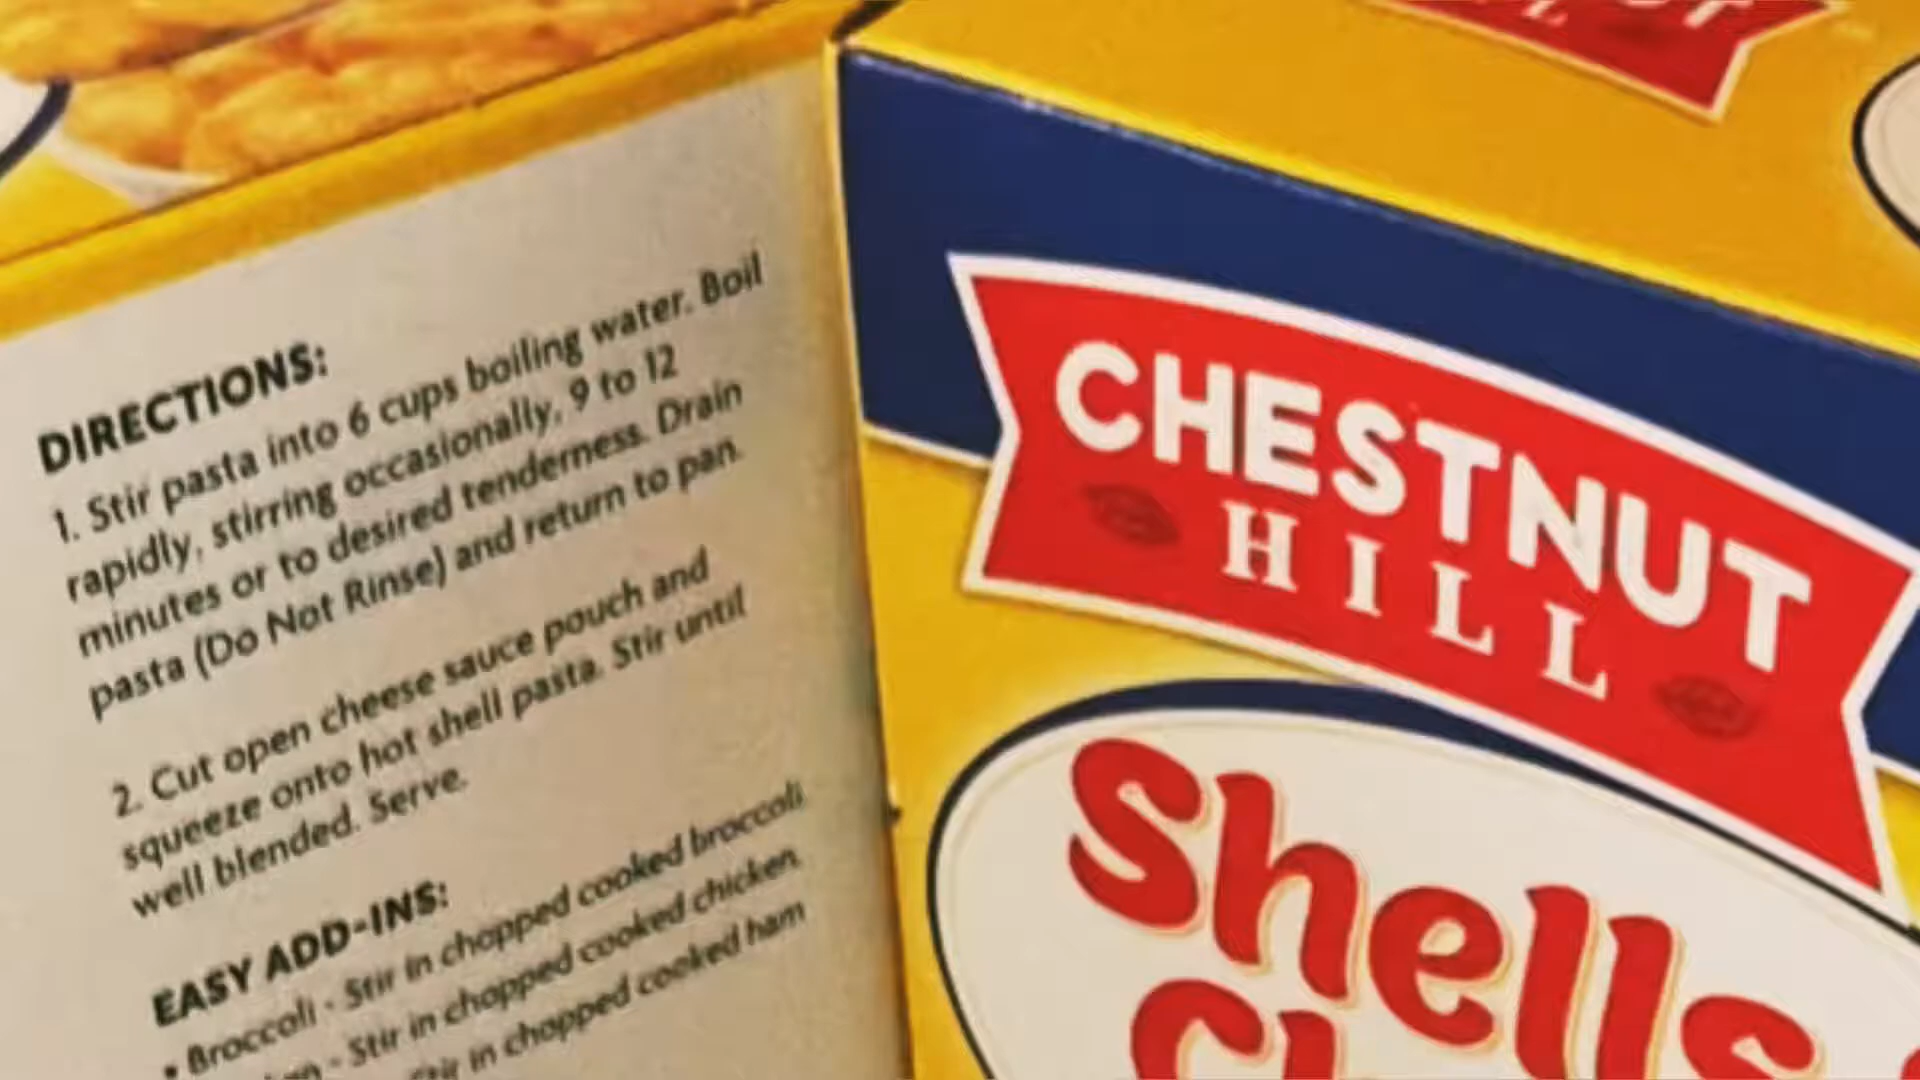 DIRECTIONS:
1. Stir pasta into 6 cups boiling water. Boil
rapidly, stirring occasionally, 9 to 12
minutes or to desired tenderness. Drain
pasta (Do Not Rinse) and return to pan.
2. Cut open cheese sauce pouch and
squeeze onto hot shell pasta. Stir until
well blended. Serve.
EASY ADD-INS:
• Broccoli - Stir in chopped cooked broccoli
- Stir in chopped cooked chicken.
Stir in chopped cooked ham
CHESTNUT
HILL
Shells